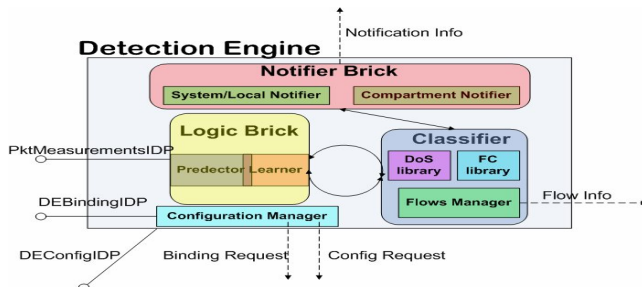 Notification Info
Detection Engine
Notifier Brick
System/Local Notifier
Compartment Notifier
Logic Brick
Classifier
PktMeasurementsIDP
Predector Learner
DoS library
FC library
DEBindingIDP
Configuration Manager
Flows Manager
Flow Info
DEConfigIDP
Binding Request
Config Request